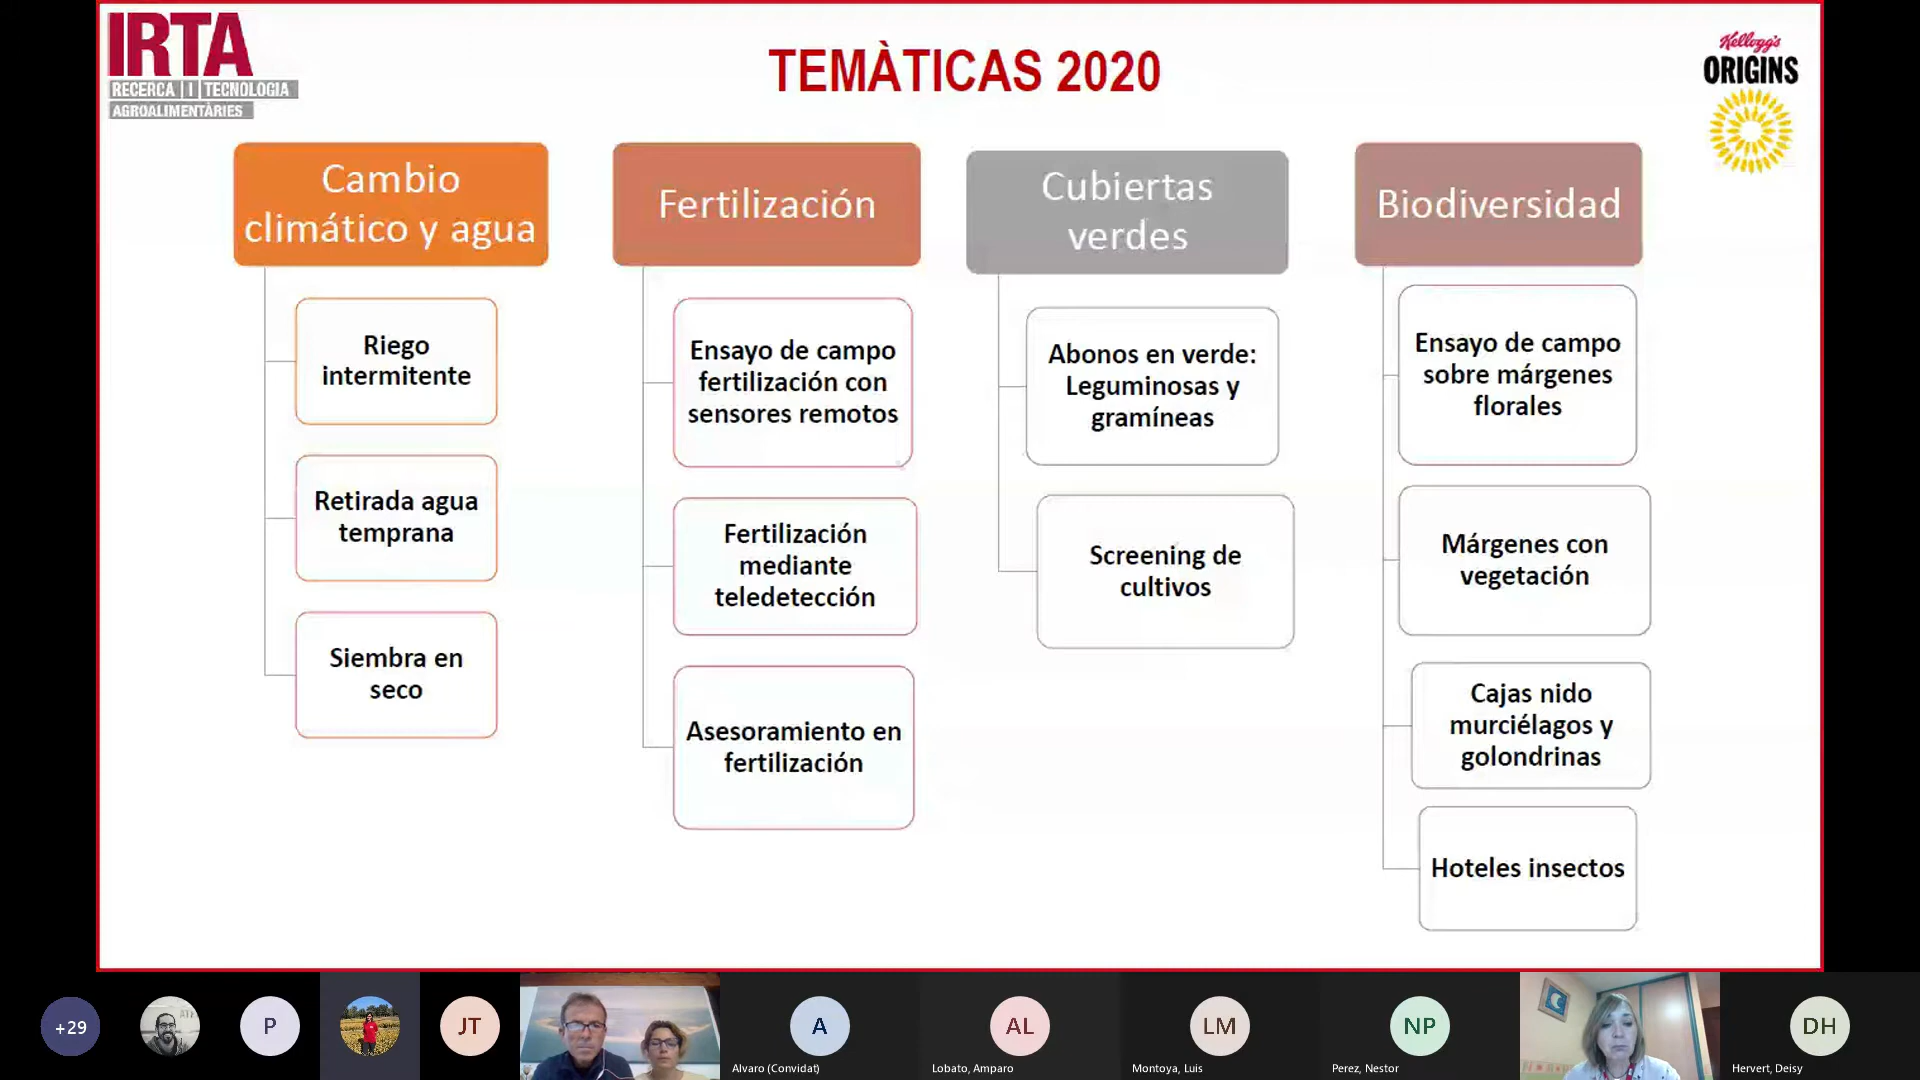 IRTA
RECERCA | I | TECNOLOGIA
AGROALIMENTÀRIES
TEMÀTICAS 2020
Kellogg's
ORIGINS
Cambio
climático y agua
Riego
intermitente
Retirada agua
temprana
Siembra en
seco
Fertilización
Ensayo de campo
fertilización con
sensores remotos
Fertilización
mediante
teledetección
Asesoramiento en
fertilización
Cubiertas
verdes
Abonos en verde:
Leguminosas y
gramíneas
Screening de
cultivos
Biodiversidad
Ensayo de campo
sobre márgenes
florales
Márgenes con
vegetación
Cajas nido
murciélagos y
golondrinas
Hoteles insectos
+29
P
JT
A
Alvaro (Convidat)
AL
Lobato, Amparo
LM
Montoya, Luis
NP
Perez, Nestor
DH
Hervert, Deisy